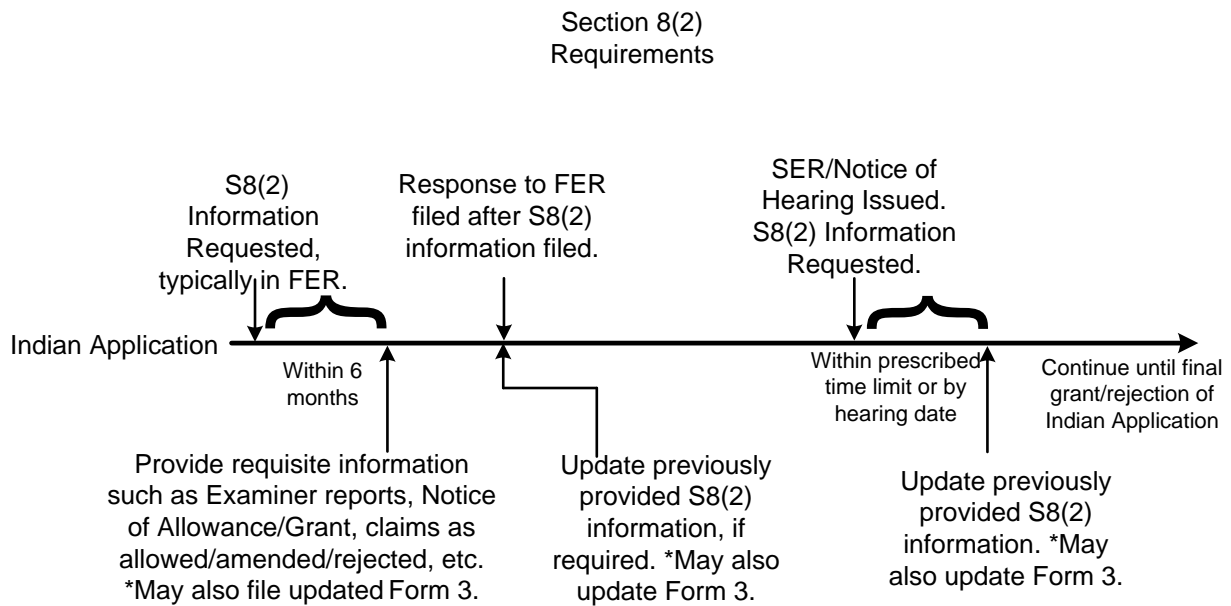 Section 8(2)
Requirements
S8(2)
Information
Requested,
typically in FER.
Response to FER
filed after S8(2)
information filed.
SER/Notice of
Hearing Issued.
S8(2) Information
Requested.
Indian Application
Within 6
months
Within prescribed
time limit or by
hearing date
Continue until final
grant/rejection of
Indian Application
Provide requisite information
such as Examiner reports, Notice
of Allowance/Grant, claims as
allowed/amended/rejected, etc.
*May also file updated Form 3.
Update previously
provided S8(2)
information, if
required. *May also
update Form 3.
Update previously
provided S8(2)
information. *May
also update Form 3.